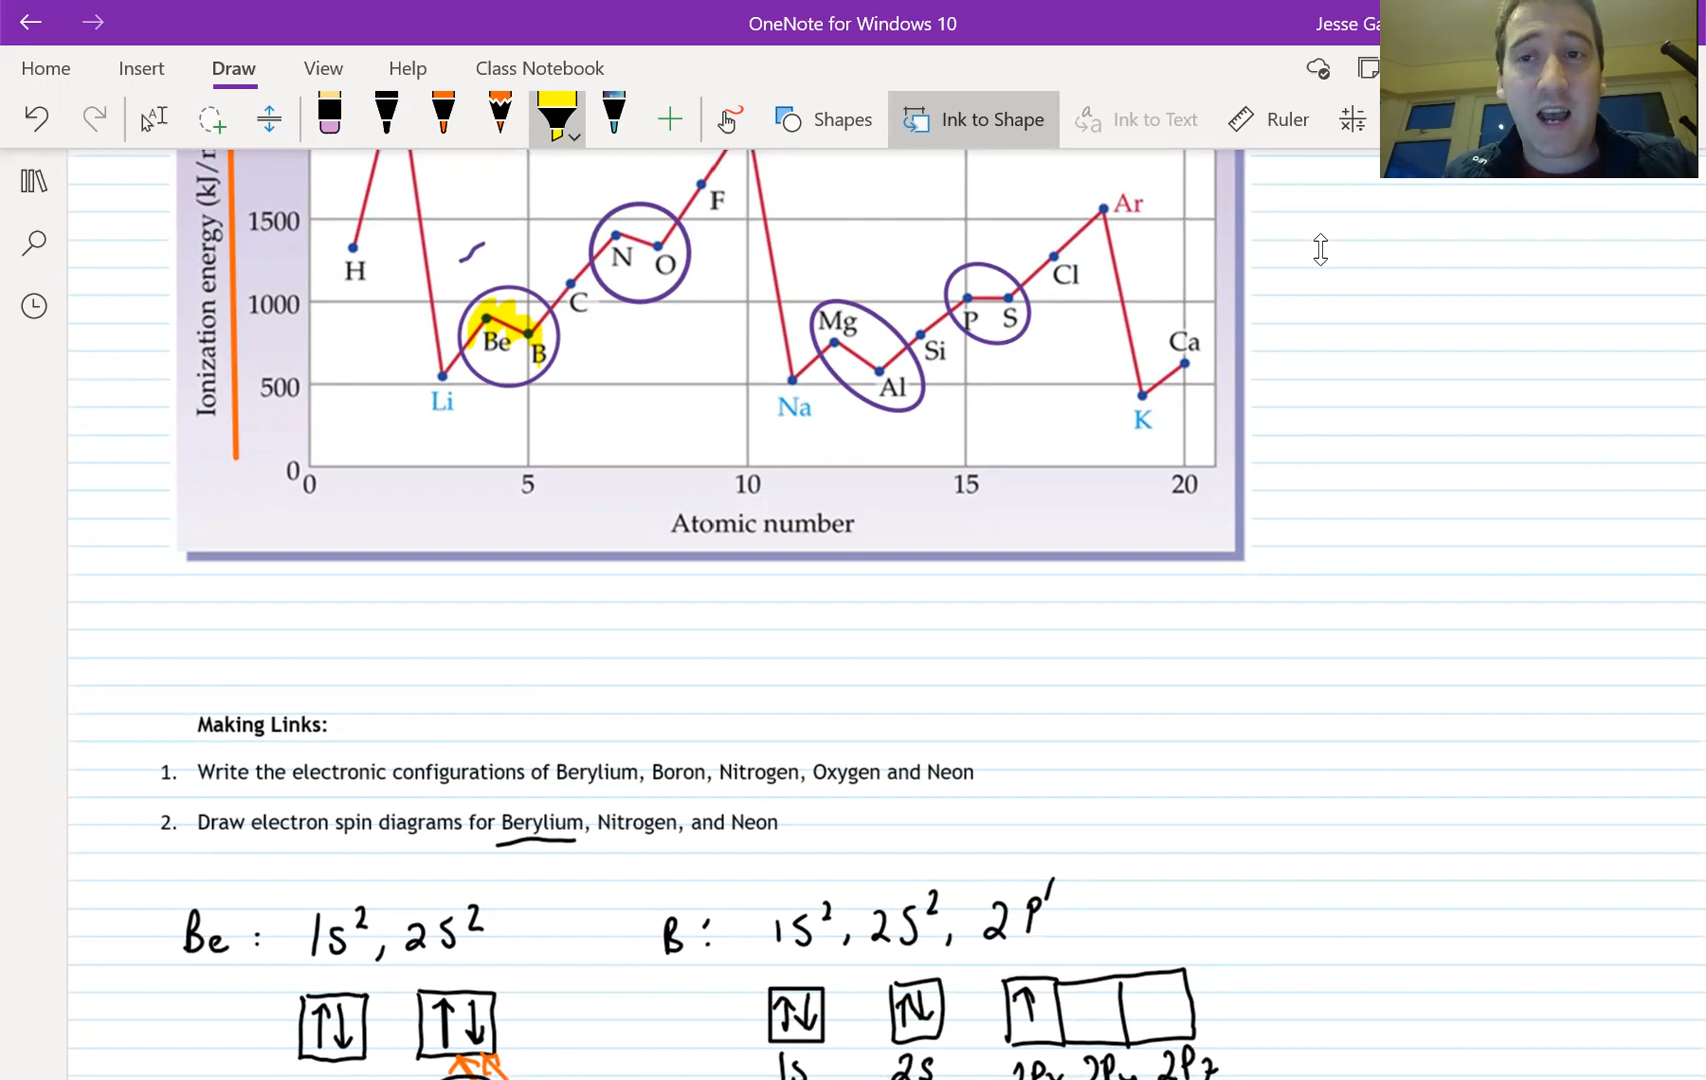 OneNote for Windows 10
Jesse Ga
Home Insert Draw View Help Class Notebook
Shapes Ink to Shape Ink to Text Ruler
Ionization energy (kJ/
1500
1000
500
0
H
Li
Be
B
C
N
O
F
Na
Mg
Al
Si
P
S
Cl
Ar
K
Ca
0 5 10 15 20
Atomic number
Making Links:
1. Write the electronic configurations of Berylium, Boron, Nitrogen, Oxygen and Neon
2. Draw electron spin diagrams for Berylium, Nitrogen, and Neon
Be : 1s², 2s² B : 1s², 2s², 2p¹
1s 2s